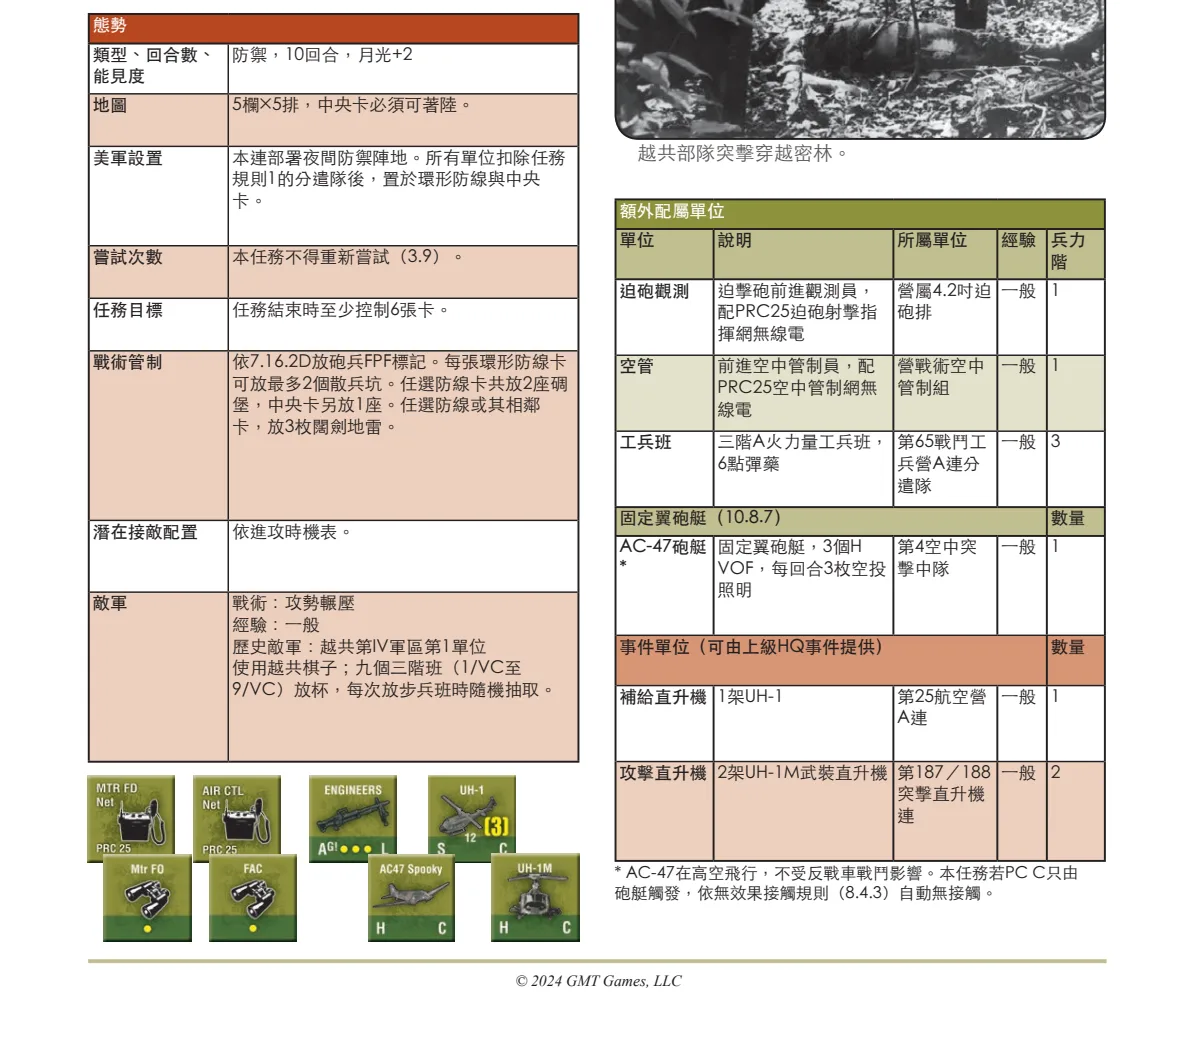 態勢
類型、回合數、
能見度
防禦，10回合，月光+2
地圖
5欄×5排，中央卡必須可著陸。
美軍設置
本連部署夜間防禦陣地。所有單位扣除任務
規則1的分遣隊後，置於環形防線與中央
卡。
嘗試次數
本任務不得重新嘗試（3.9）。
任務目標
任務結束時至少控制6張卡。
戰術管制
依7.16.2D放砲兵FPF標記。每張環形防線卡
可放最多2個散兵坑。任選防線卡共放2座碉
堡，中央卡另放1座。任選防線或其相鄰
卡，放3枚闊劍地雷。
潛在接敵配置
依進攻時機表。
敵軍
戰術：攻勢輾壓
經驗：一般
歷史敵軍：越共第IV軍區第1單位
使用越共棋子；九個三階班（1/VC至
9/VC）放杯，每次放步兵班時隨機抽取。
MTR FD
Net
PRC 25
AIR CTL
Net
PRC 25
ENGINEERS
AG! L
UH-1
12 (3)
S C
Mtr FO
FAC
AC47 Spooky
H C
UH-1M
H C
越共部隊突擊穿越密林。
額外配屬單位
單位 說明 所屬單位 經驗 兵力
階
迫砲觀測
迫擊砲前進觀測員，
配PRC25迫砲射擊指
揮網無線電
營屬4.2吋迫
砲排
一般
1
空管
前進空中管制員，配
PRC25空中管制網無
線電
營戰術空中
管制組
一般
1
工兵班
三階A火力量工兵班，
6點彈藥
第65戰鬥工
兵營A連分
遣隊
一般
3
固定翼砲艇（10.8.7） 數量
AC-47砲艇
*
固定翼砲艇，3個H
VOF，每回合3枚空投
照明
第4空中突
擊中隊
一般
1
事件單位（可由上級HQ事件提供） 數量
補給直升機
1架UH-1
第25航空營
A連
一般
1
攻擊直升機
2架UH-1M武裝直升機
第187／188
突擊直升機
連
一般
2
* AC-47在高空飛行，不受反戰車戰鬥影響。本任務若PC C只由
砲艇觸發，依無效果接觸規則（8.4.3）自動無接觸。
© 2024 GMT Games, LLC